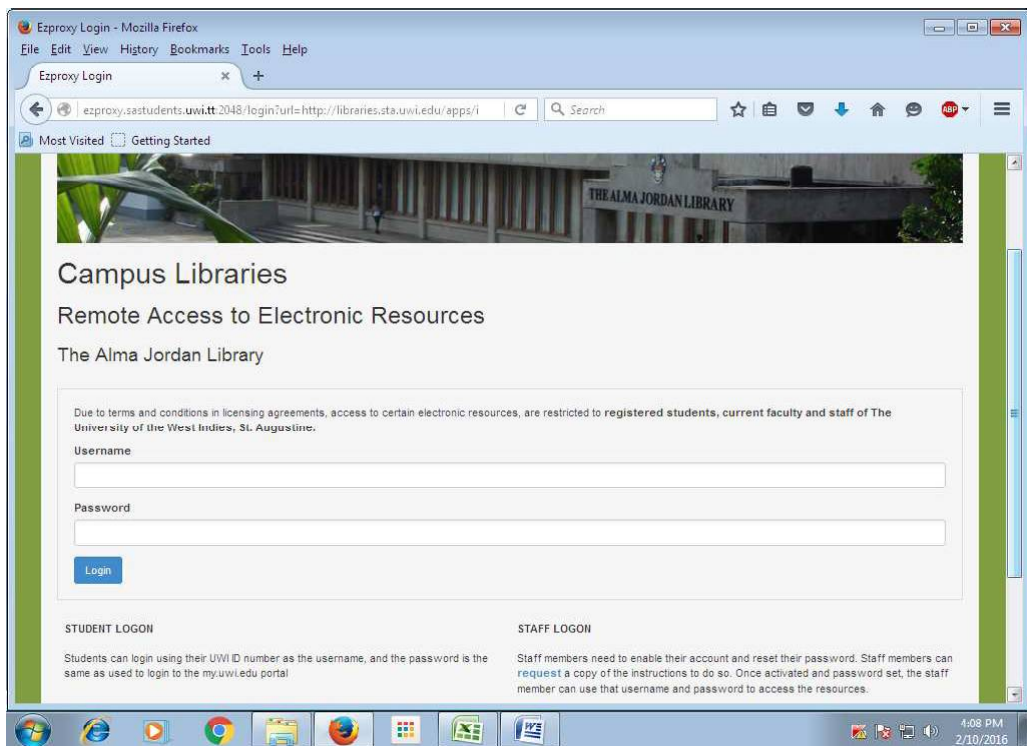 Ezproxy Login - Mozilla Firefox
File Edit View History Bookmarks Tools Help
Ezproxy Login × +
ezproxy.sastudents.uwi.tt:2048/login?url=http://libraries.sta.uwi.edu/apps/i
Search
ABP
Most Visited Getting Started
THE ALMA JORDAN LIBRARY
Campus Libraries
Remote Access to Electronic Resources
The Alma Jordan Library
Due to terms and conditions in licensing agreements, access to certain electronic resources, are restricted to registered students, current faculty and staff of The
University of the West Indies, St. Augustine.
Username
Password
Login
STUDENT LOGON
Students can login using their UWI ID number as the username, and the password is the
same as used to login to the my.uwi.edu portal
STAFF LOGON
Staff members need to enable their account and reset their password. Staff members can
request a copy of the instructions to do so. Once activated and password set, the staff
member can use that username and password to access the resources.
4:08 PM
2/10/2016